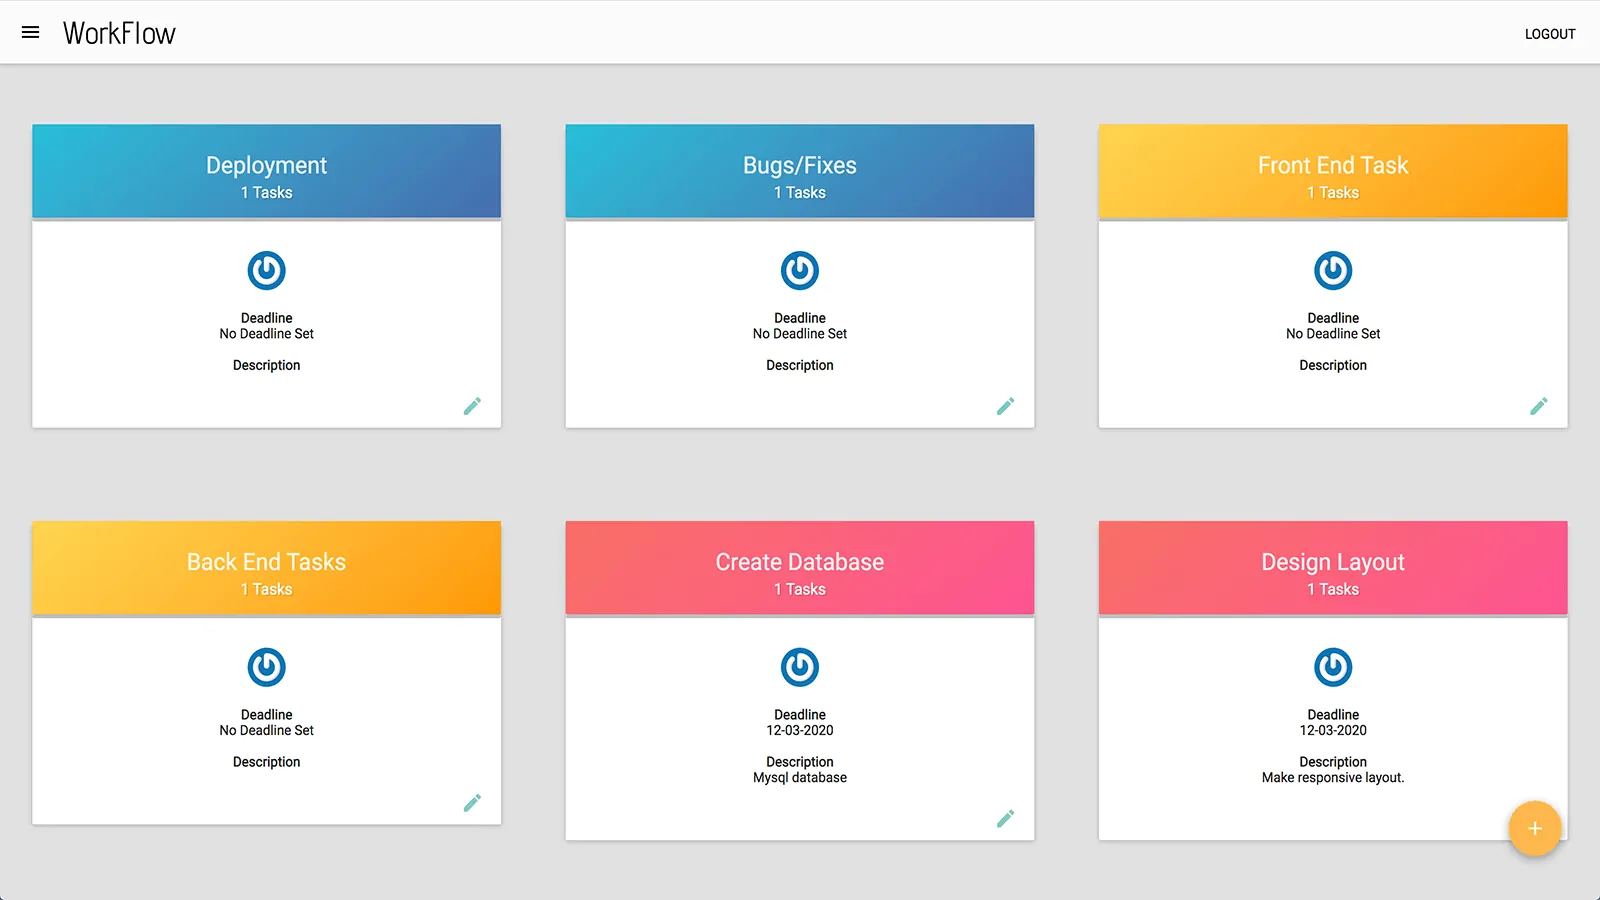 WorkFlow
LOGOUT
Deployment
1 Tasks
Deadline
No Deadline Set
Description
Bugs/Fixes
1 Tasks
Deadline
No Deadline Set
Description
Front End Task
1 Tasks
Deadline
No Deadline Set
Description
Back End Tasks
1 Tasks
Deadline
No Deadline Set
Description
Create Database
1 Tasks
Deadline
12-03-2020
Description
Mysql database
Design Layout
1 Tasks
Deadline
12-03-2020
Description
Make responsive layout.